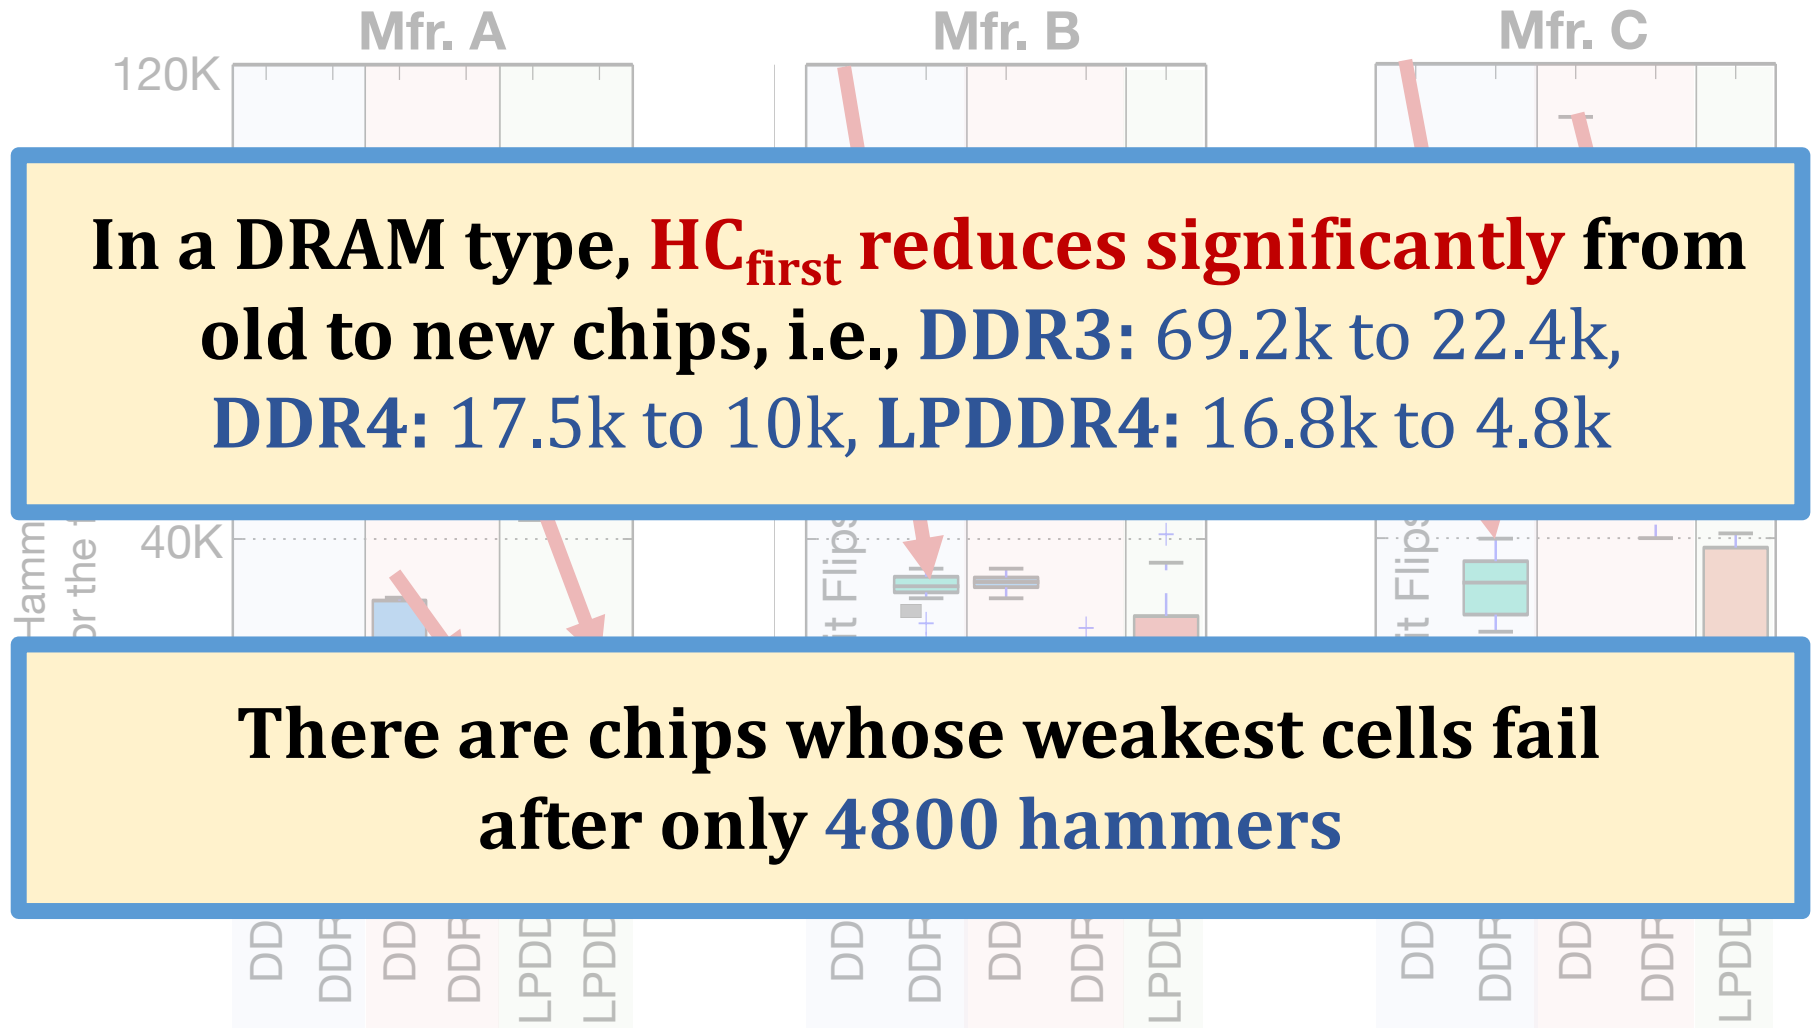 Mfr. A
Mfr. B
Mfr. C
120K
In a DRAM type, HCfirst reduces significantly from
old to new chips, i.e., DDR3: 69.2k to 22.4k,
DDR4: 17.5k to 10k, LPDDR4: 16.8k to 4.8k
40K
There are chips whose weakest cells fail
after only 4800 hammers